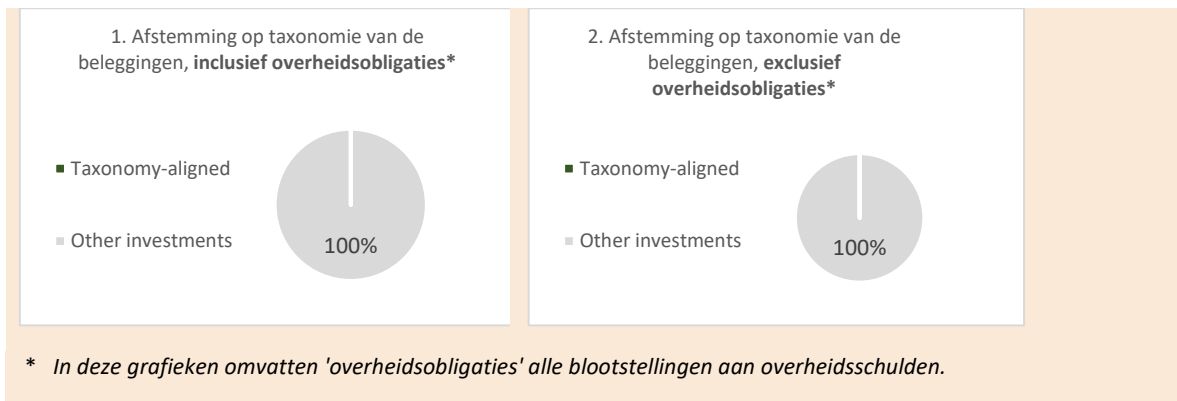 1. Afstemming op taxonomie van de
beleggingen, inclusief overheidsobligaties*
Taxonomy-aligned
Other investments
100%
2. Afstemming op taxonomie van de
beleggingen, exclusief
overheidsobligaties*
Taxonomy-aligned
Other investments
100%
* In deze grafieken omvatten 'overheidsobligaties' alle blootstellingen aan overheidsschulden.